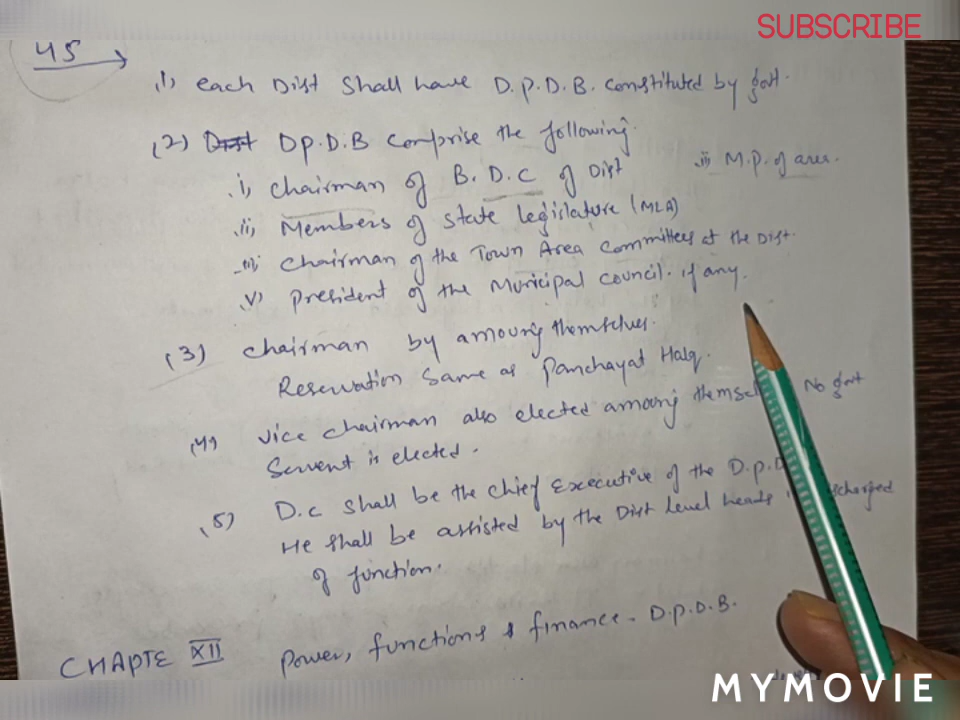 SUBSCRIBE
45 →
(1) each Dist Shall have D.P.D.B. constituted by govt.
(2) Dist DP.D.B comprise the following.
i) Chairman of B.D.C of Dist
iii) M.P. of area.
ii) Members of State legislature (MLA)
iii) Chairman of the Town Area Committees of the Dist.
v) President of the Municipal council. if any.
(3) Chairman by amoung themselves.
Reservation Same as Panchayat Halq.
(4) Vice Chairman also elected amoung themsel No govt
Servent is elected.
(5) D.C shall be the chief Executive of the D.P.D
He shall be assisted by the Dist level heads
of function.
CHAPTE XII Power, functions & finance. D.P.D.B.
MYMOVIE